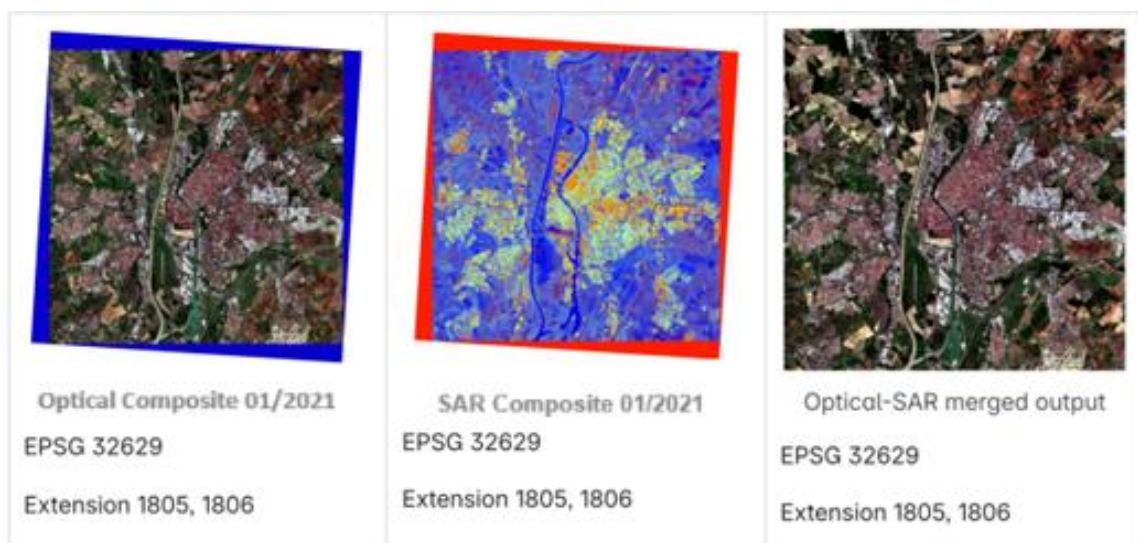 Optical Composite 01/2021
EPSG 32629
Extension 1805, 1806
SAR Composite 01/2021
EPSG 32629
Extension 1805, 1806
Optical-SAR merged output
EPSG 32629
Extension 1805, 1806